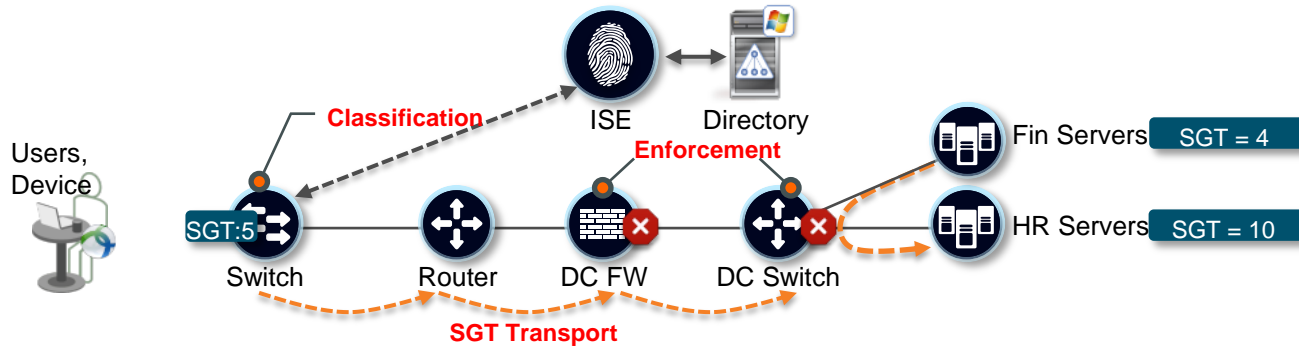 Classification
ISE
Directory
Enforcement
Users,
Device
Fin Servers
SGT = 4
SGT:5
HR Servers
SGT = 10
Switch
Router
DC FW
DC Switch
SGT Transport